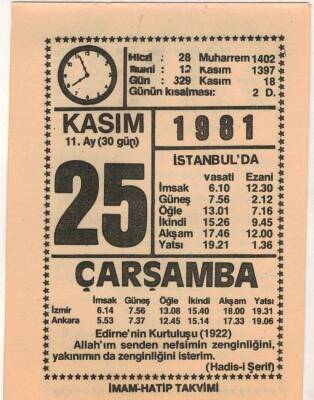 Hicri : 28 Muharrem 1402
Rumi : 12 Kasım 1397
Gün : 329 Kasım 18
Günün kısalması: 2 D.
KASIM
11. Ay (30 gün)
25
1981
İSTANBUL'DA
vasati Ezani
İmsak 6.10 12.30
Güneş 7.56 2.12
Öğle 13.01 7.16
İkindi 15.26 9.45
Akşam 17.46 12.00
Yatsı 19.21 1.36
ÇARŞAMBA
İmsak Güneş Öğle İkindi Akşam Yatsı
İzmir 6.14 7.56 13.08 15.40 18.00 19.31
Ankara 5.53 7.37 12.45 15.14 17.33 19.06
Edirne'nin Kurtuluşu (1922)
Allah'ım senden nefsimin zenginliğini,
yakınımın da zenginliğini isterim.
(Hadis-i Şerif)
İMAM-HATİP TAKVİMİ